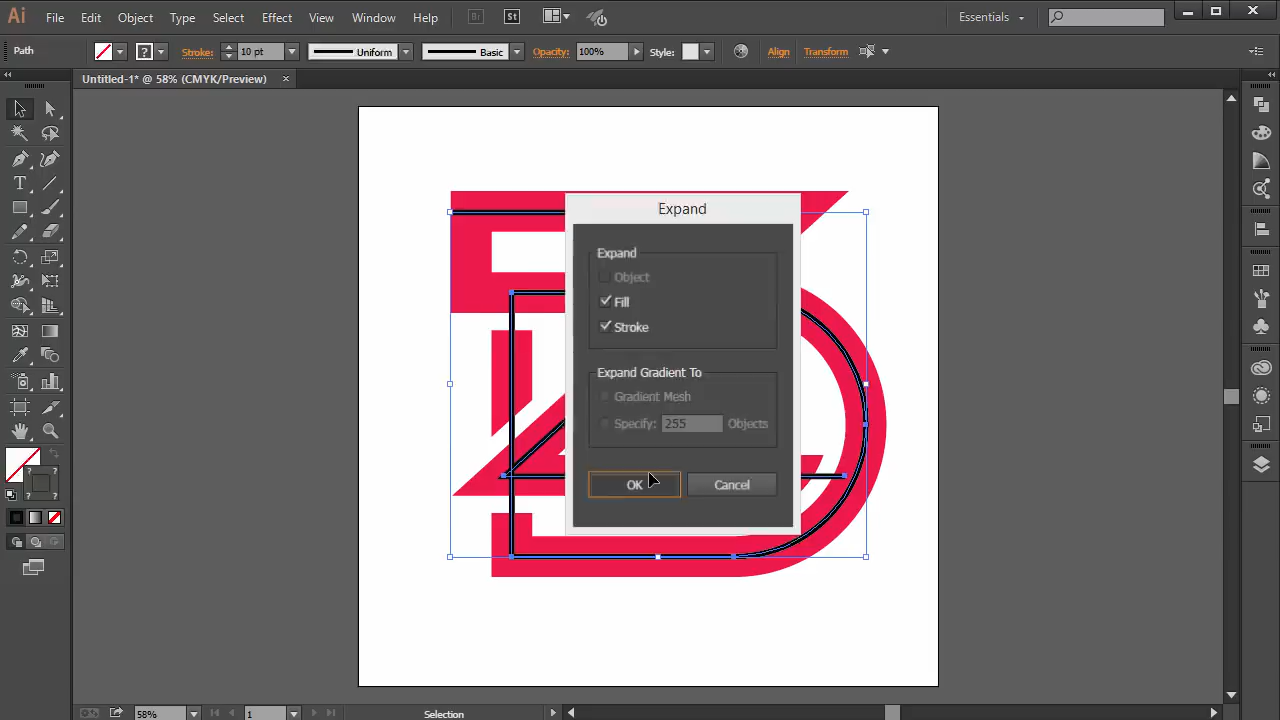 Ai File Edit Object Type Select Effect View Window Help Br St Essentials
Path Stroke: 10 pt Uniform Basic Opacity: 100% Style: Align Transform
Untitled-1* @ 58% (CMYK/Preview) ×
Expand
Expand
Object
Fill
Stroke
Expand Gradient To
Gradient Mesh
Specify: 255 Objects
OK Cancel
? ?
? ?
58% 1 Selection